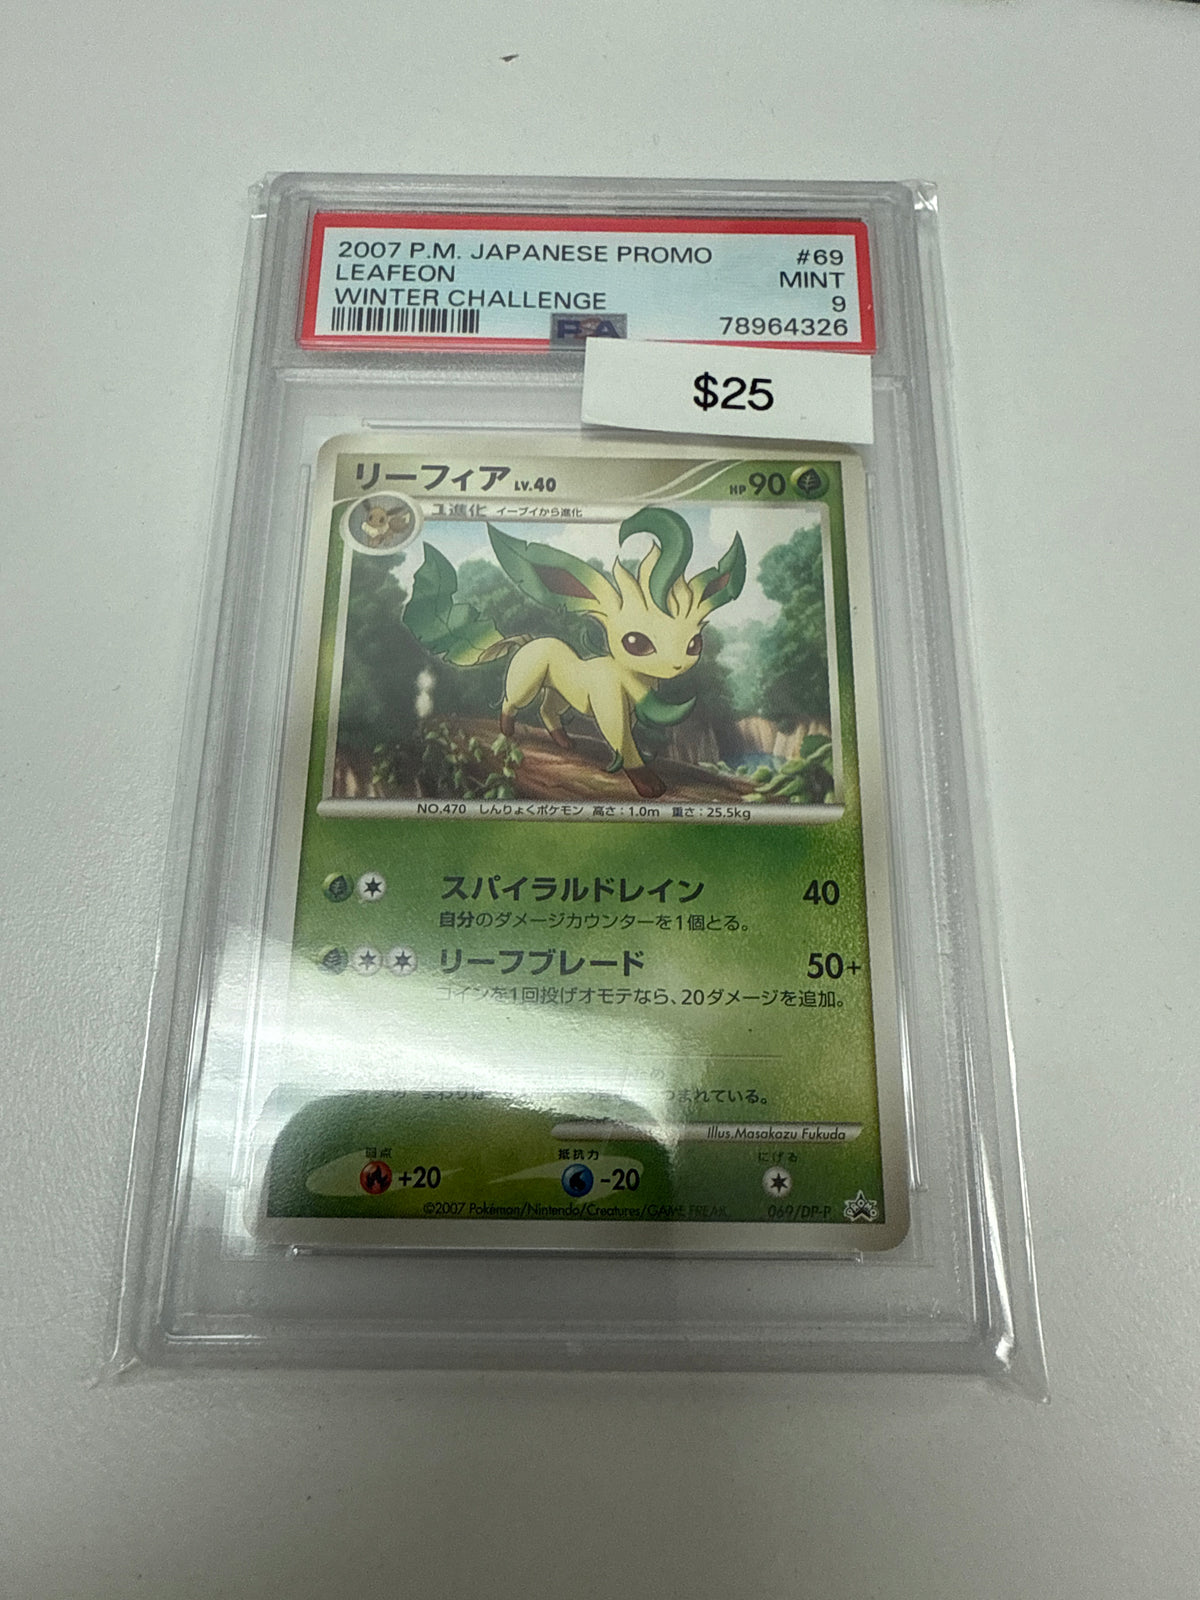 2007 P.M. JAPANESE PROMO #69
LEAFEON MINT
WINTER CHALLENGE 9
PSA 78964326
$25
リーフィア LV.40 HP 90
1進化 イーブイから進化
NO.470 しんりょくポケモン 高さ：1.0m 重さ：25.5kg
スパイラルドレイン 40
自分のダメージカウンターを1個とる。
リーフブレード 50+
コインを1回投げオモテなら、20ダメージを追加。
つまれている。
Illus.Masakazu Fukuda
弱点 抵抗力 にげる
+20 -20
©2007 Pokémon/Nintendo/Creatures/GAME FREAK. 069/DP-P